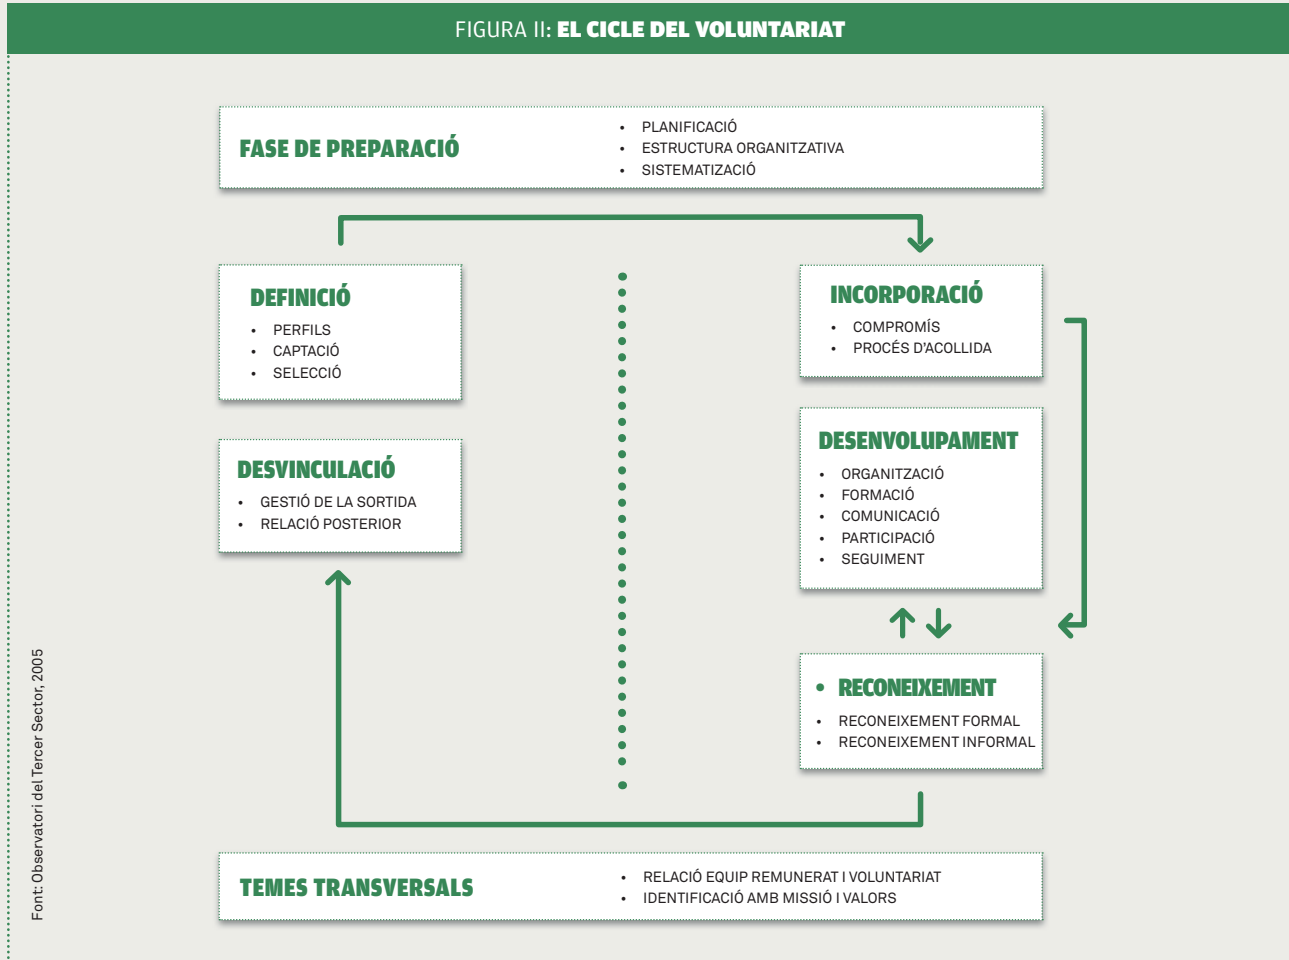 FIGURA II: EL CICLE DEL VOLUNTARIAT
FASE DE PREPARACIÓ
• PLANIFICACIÓ
• ESTRUCTURA ORGANITZATIVA
• SISTEMATIZACIÓ
DEFINICIÓ
• PERFILS
• CAPTACIÓ
• SELECCIÓ
INCORPORACIÓ
• COMPROMÍS
• PROCÉS D'ACOLLIDA
DESENVOLUPAMENT
• ORGANITZACIÓ
• FORMACIÓ
• COMUNICACIÓ
• PARTICIPACIÓ
• SEGUIMENT
DESVINCULACIÓ
• GESTIÓ DE LA SORTIDA
• RELACIÓ POSTERIOR
• RECONEIXEMENT
• RECONEIXEMENT FORMAL
• RECONEIXEMENT INFORMAL
TEMES TRANSVERSALS
• RELACIÓ EQUIP REMUNERAT I VOLUNTARIAT
• IDENTIFICACIÓ AMB MISSIÓ I VALORS
Font: Observatori del Tercer Sector, 2005